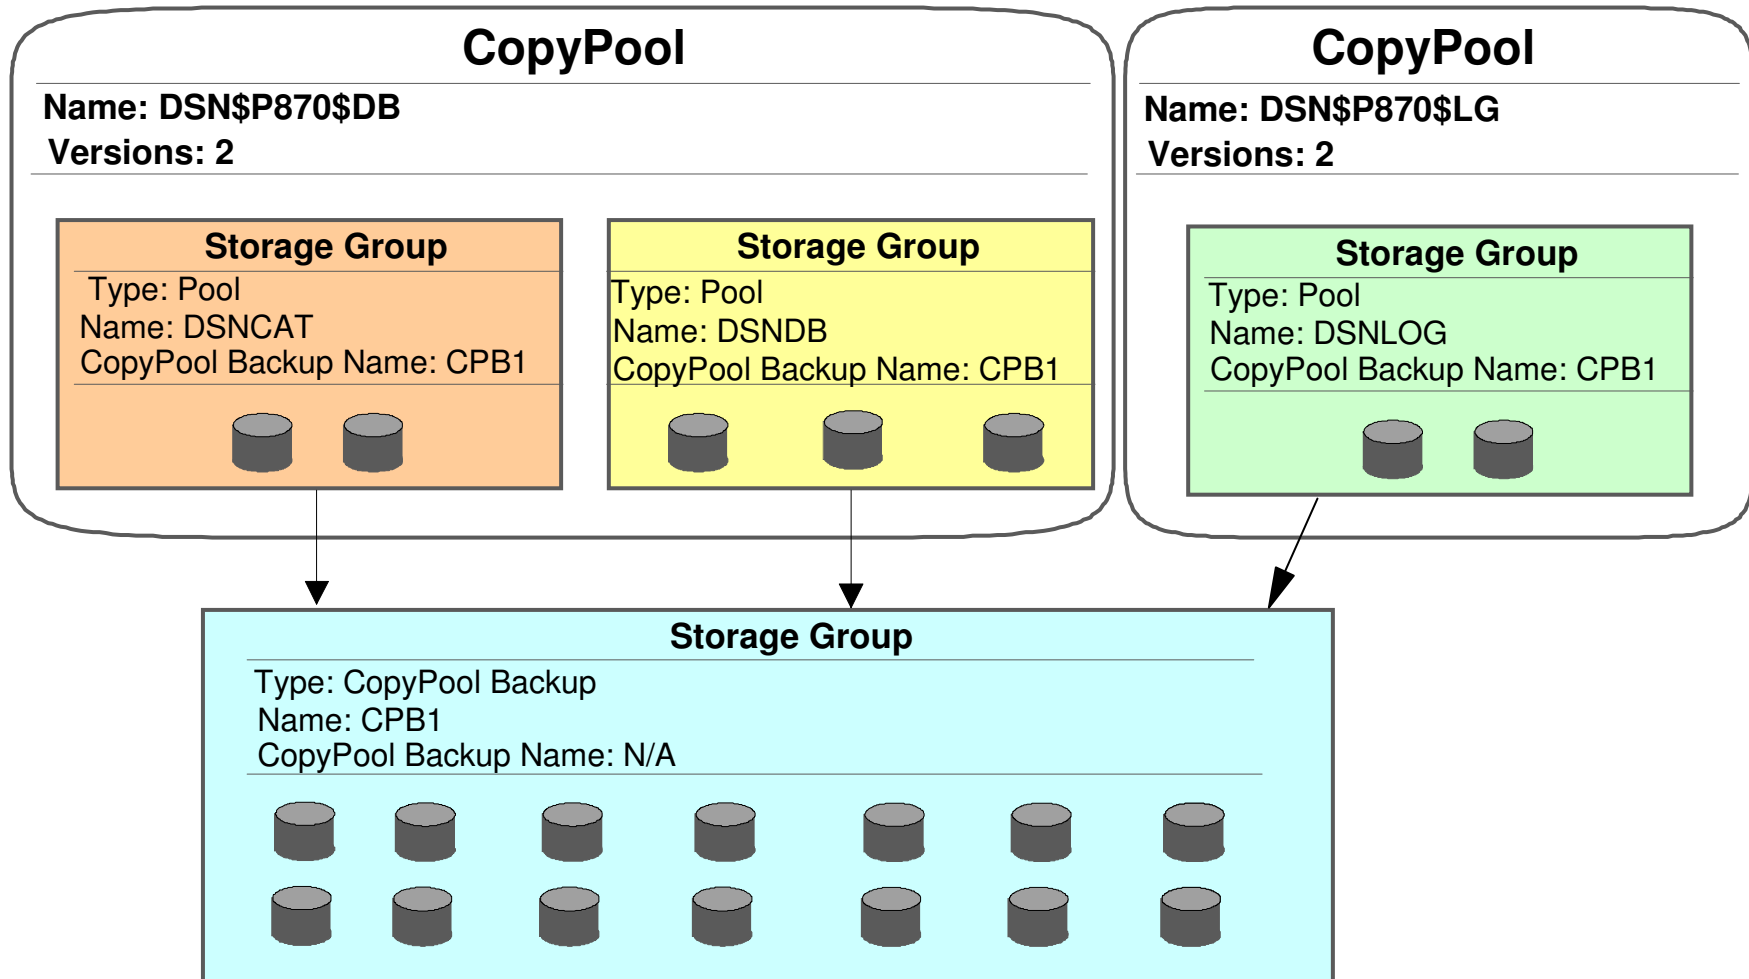 CopyPool
Name: DSN$P870$DB
Versions: 2
Storage Group
Type: Pool
Name: DSNCAT
CopyPool Backup Name: CPB1
Storage Group
Type: Pool
Name: DSNDB
CopyPool Backup Name: CPB1
CopyPool
Name: DSN$P870$LG
Versions: 2
Storage Group
Type: Pool
Name: DSNLOG
CopyPool Backup Name: CPB1
Storage Group
Type: CopyPool Backup
Name: CPB1
CopyPool Backup Name: N/A